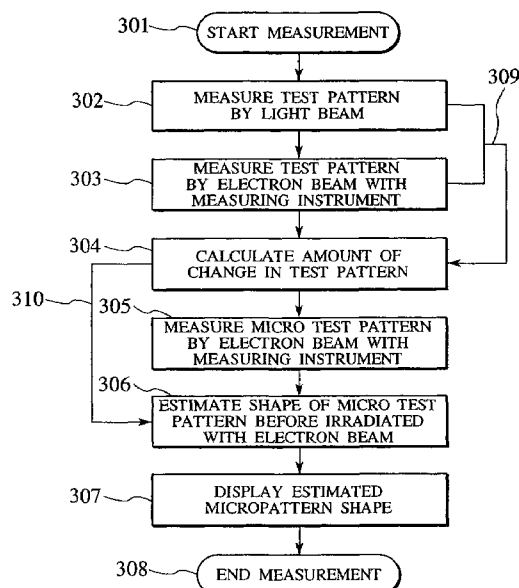 301
START MEASUREMENT
309
302
MEASURE TEST PATTERN
BY LIGHT BEAM
303
MEASURE TEST PATTERN
BY ELECTRON BEAM WITH
MEASURING INSTRUMENT
304
CALCULATE AMOUNT OF
CHANGE IN TEST PATTERN
310
305
MEASURE MICRO TEST PATTERN
BY ELECTRON BEAM WITH
MEASURING INSTRUMENT
306
ESTIMATE SHAPE OF MICRO TEST
PATTERN BEFORE IRRADIATED
WITH ELECTRON BEAM
307
DISPLAY ESTIMATED
MICROPATTERN SHAPE
308
END MEASUREMENT